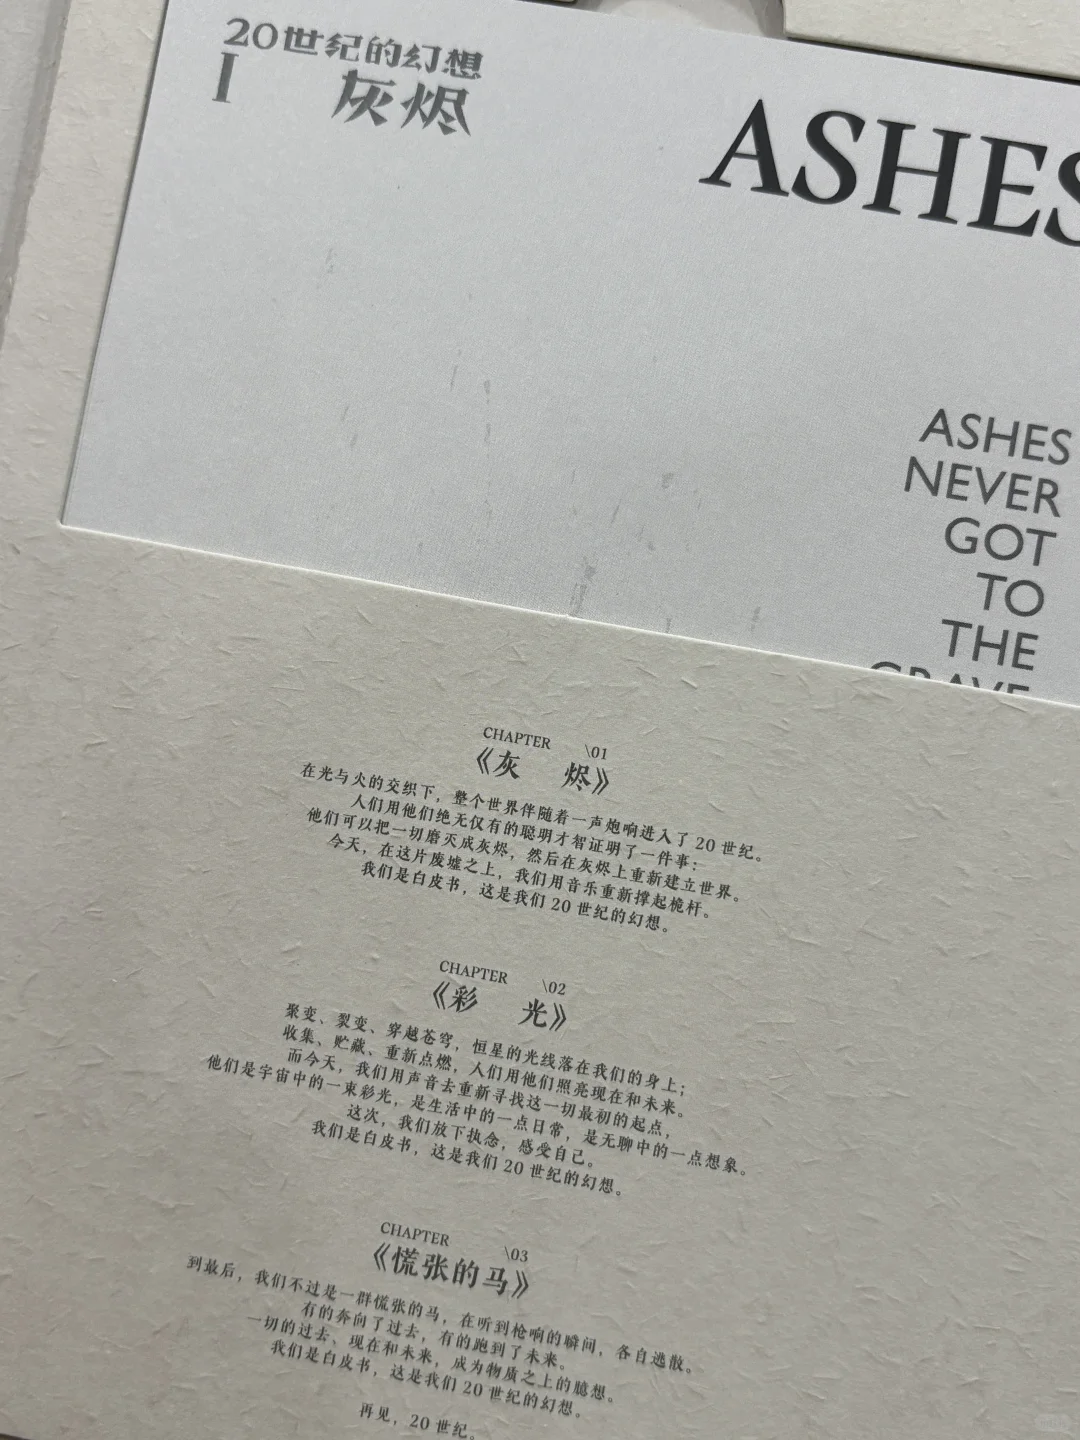 20世纪的幻想
I 灰烬
ASHES
ASHES
NEVER
GOT
TO
THE
GRAVE
CHAPTER \01
《灰 烬》
在光与火的交织下，整个世界伴随着一声炮响进入了 20 世纪。
人们用他们绝无仅有的聪明才智证明了一件事：
他们可以把一切磨灭成灰烬，然后在灰烬上重新建立世界。
今天，在这片废墟之上，我们用音乐重新撑起桅杆。
我们是白皮书，这是我们 20 世纪的幻想。
CHAPTER \02
《彩 光》
聚变、裂变、穿越苍穹，恒星的光线落在我们的身上；
收集、贮藏、重新点燃，人们用他们照亮现在和未来。
而今天，我们用声音去重新寻找这一切最初的起点，
他们是宇宙中的一束彩光，是生活中的一点日常，是无聊中的一点想象。
这次，我们放下执念，感受自己。
我们是白皮书，这是我们 20 世纪的幻想。
CHAPTER \03
《慌张的马》
到最后，我们不过是一群慌张的马，在听到枪响的瞬间，各自逃散。
有的奔向了过去，有的跑到了未来。
一切的过去、现在和未来，成为物质之上的臆想。
我们是白皮书，这是我们 20 世纪的幻想。
再见，20 世纪。